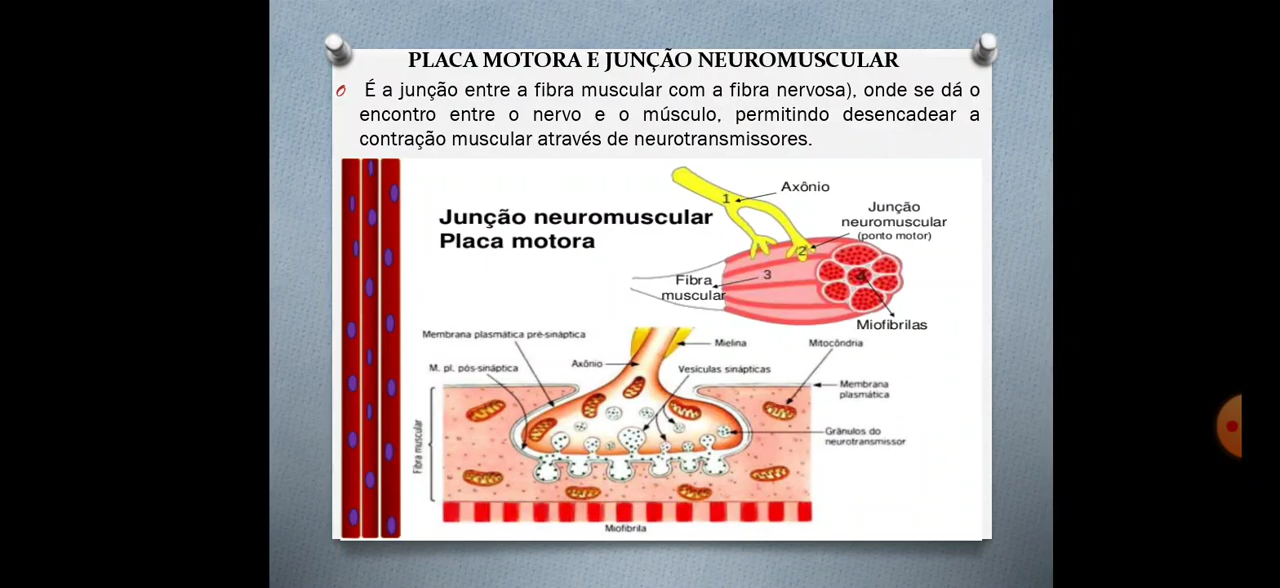 PLACA MOTORA E JUNÇÃO NEUROMUSCULAR
É a junção entre a fibra muscular com a fibra nervosa), onde se dá o
encontro entre o nervo e o músculo, permitindo desencadear a
contração muscular através de neurotransmissores.
Junção neuromuscular
Placa motora
1
Axônio
Junção
neuromuscular
(ponto motor)
2
3
4
Fibra
muscular
Miofibrilas
Membrana plasmática pré-sináptica
Mielina
Mitocôndria
M. pl. pós-sináptica
Axônio
Vesículas sinápticas
Membrana
plasmática
Grânulos do
neurotransmissor
Fibra muscular
Miofibrila